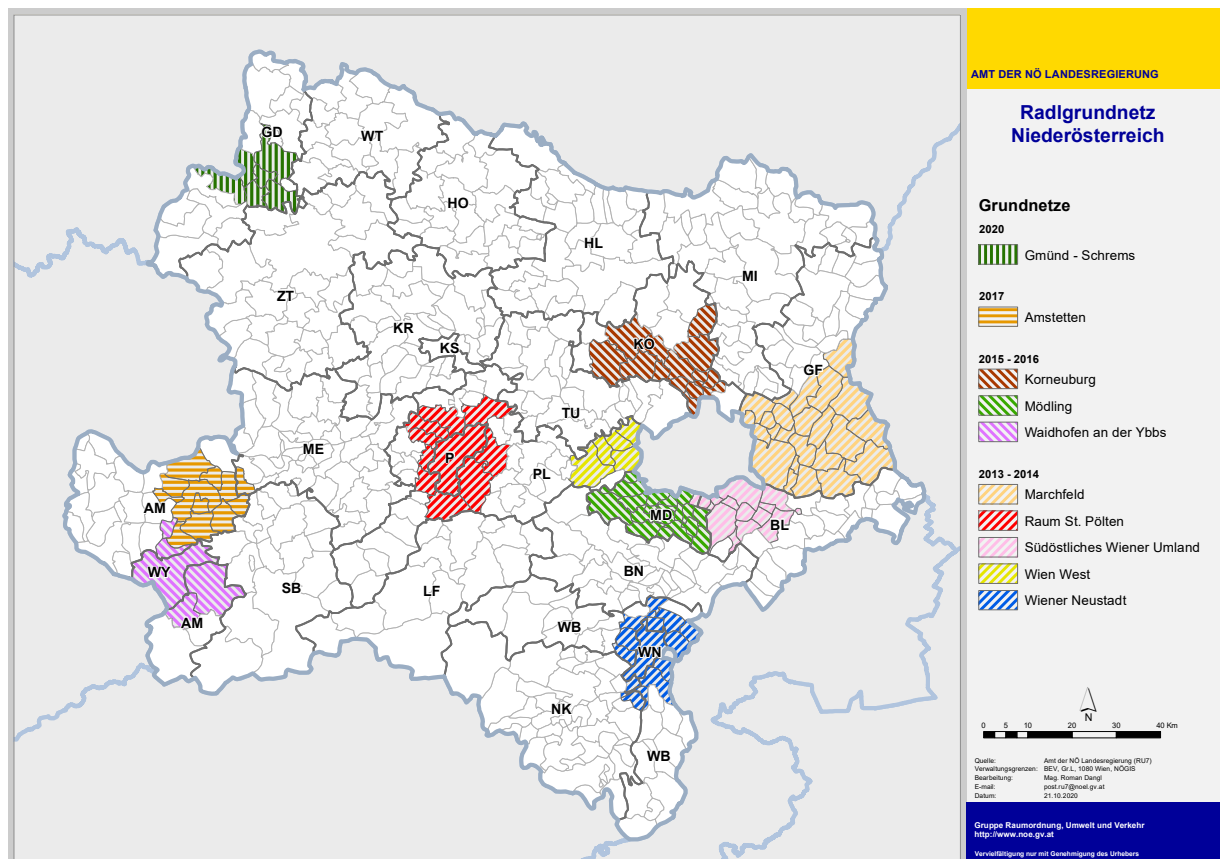 AMT DER NÖ LANDESREGIERUNG
Radlgrundnetz
Niederösterreich
Grundnetze
2020
Gmünd - Schrems
2017
Amstetten
2015 - 2016
Korneuburg
Mödling
Waidhofen an der Ybbs
2013 - 2014
Marchfeld
Raum St. Pölten
Südöstliches Wiener Umland
Wien West
Wiener Neustadt
N
0 5 10 20 30 40 Km
Quelle: Amt der NÖ Landesregierung (RU7)
Verwaltungsgrenzen: BEV, Gr.L, 1080 Wien, NÖGIS
Bearbeitung: Mag. Roman Dangl
E-mail: post.ru7@noel.gv.at
Datum: 21.10.2020
Gruppe Raumordnung, Umwelt und Verkehr
http://www.noe.gv.at
Vervielfältigung nur mit Genehmigung des Urhebers
GD
WT
HO
HL
MI
ZT
KR
KS
KO
GF
TU
ME
P
PL
AM
MD
BL
WY
SB
LF
BN
AM
WB
WN
NK
WB